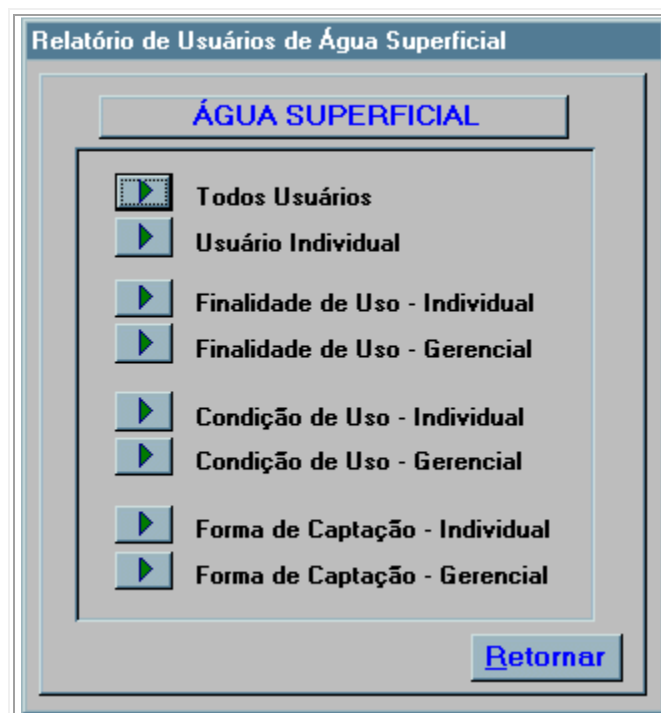 Relatório de Usuários de Água Superficial
ÁGUA SUPERFICIAL
Todos Usuários
Usuário Individual
Finalidade de Uso - Individual
Finalidade de Uso - Gerencial
Condição de Uso - Individual
Condição de Uso - Gerencial
Forma de Captação - Individual
Forma de Captação - Gerencial
Retornar